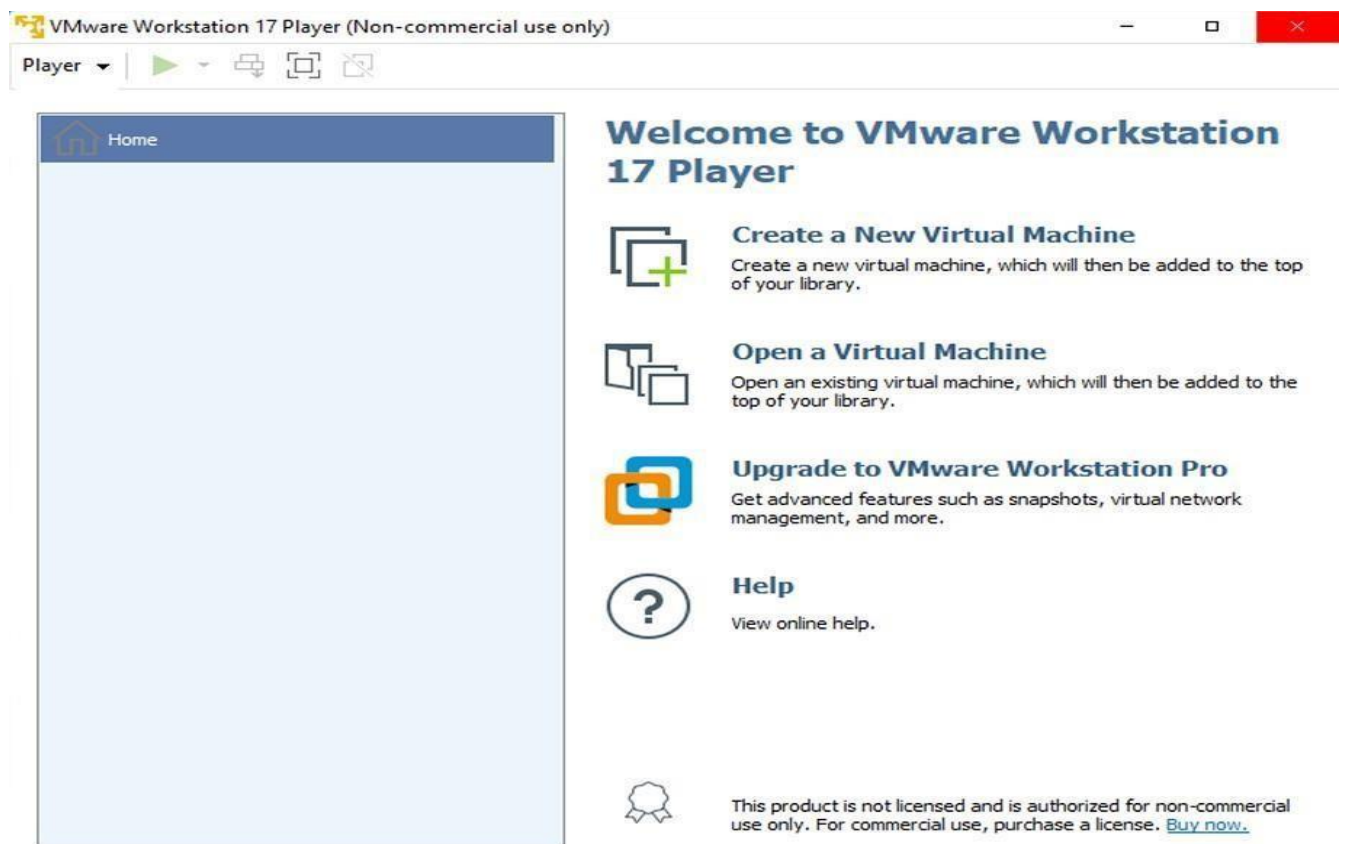 VMware Workstation 17 Player (Non-commercial use only)
Player
Home
Welcome to VMware Workstation
17 Player
Create a New Virtual Machine
Create a new virtual machine, which will then be added to the top
of your library.
Open a Virtual Machine
Open an existing virtual machine, which will then be added to the
top of your library.
Upgrade to VMware Workstation Pro
Get advanced features such as snapshots, virtual network
management, and more.
?
Help
View online help.
This product is not licensed and is authorized for non-commercial
use only. For commercial use, purchase a license. Buy now.